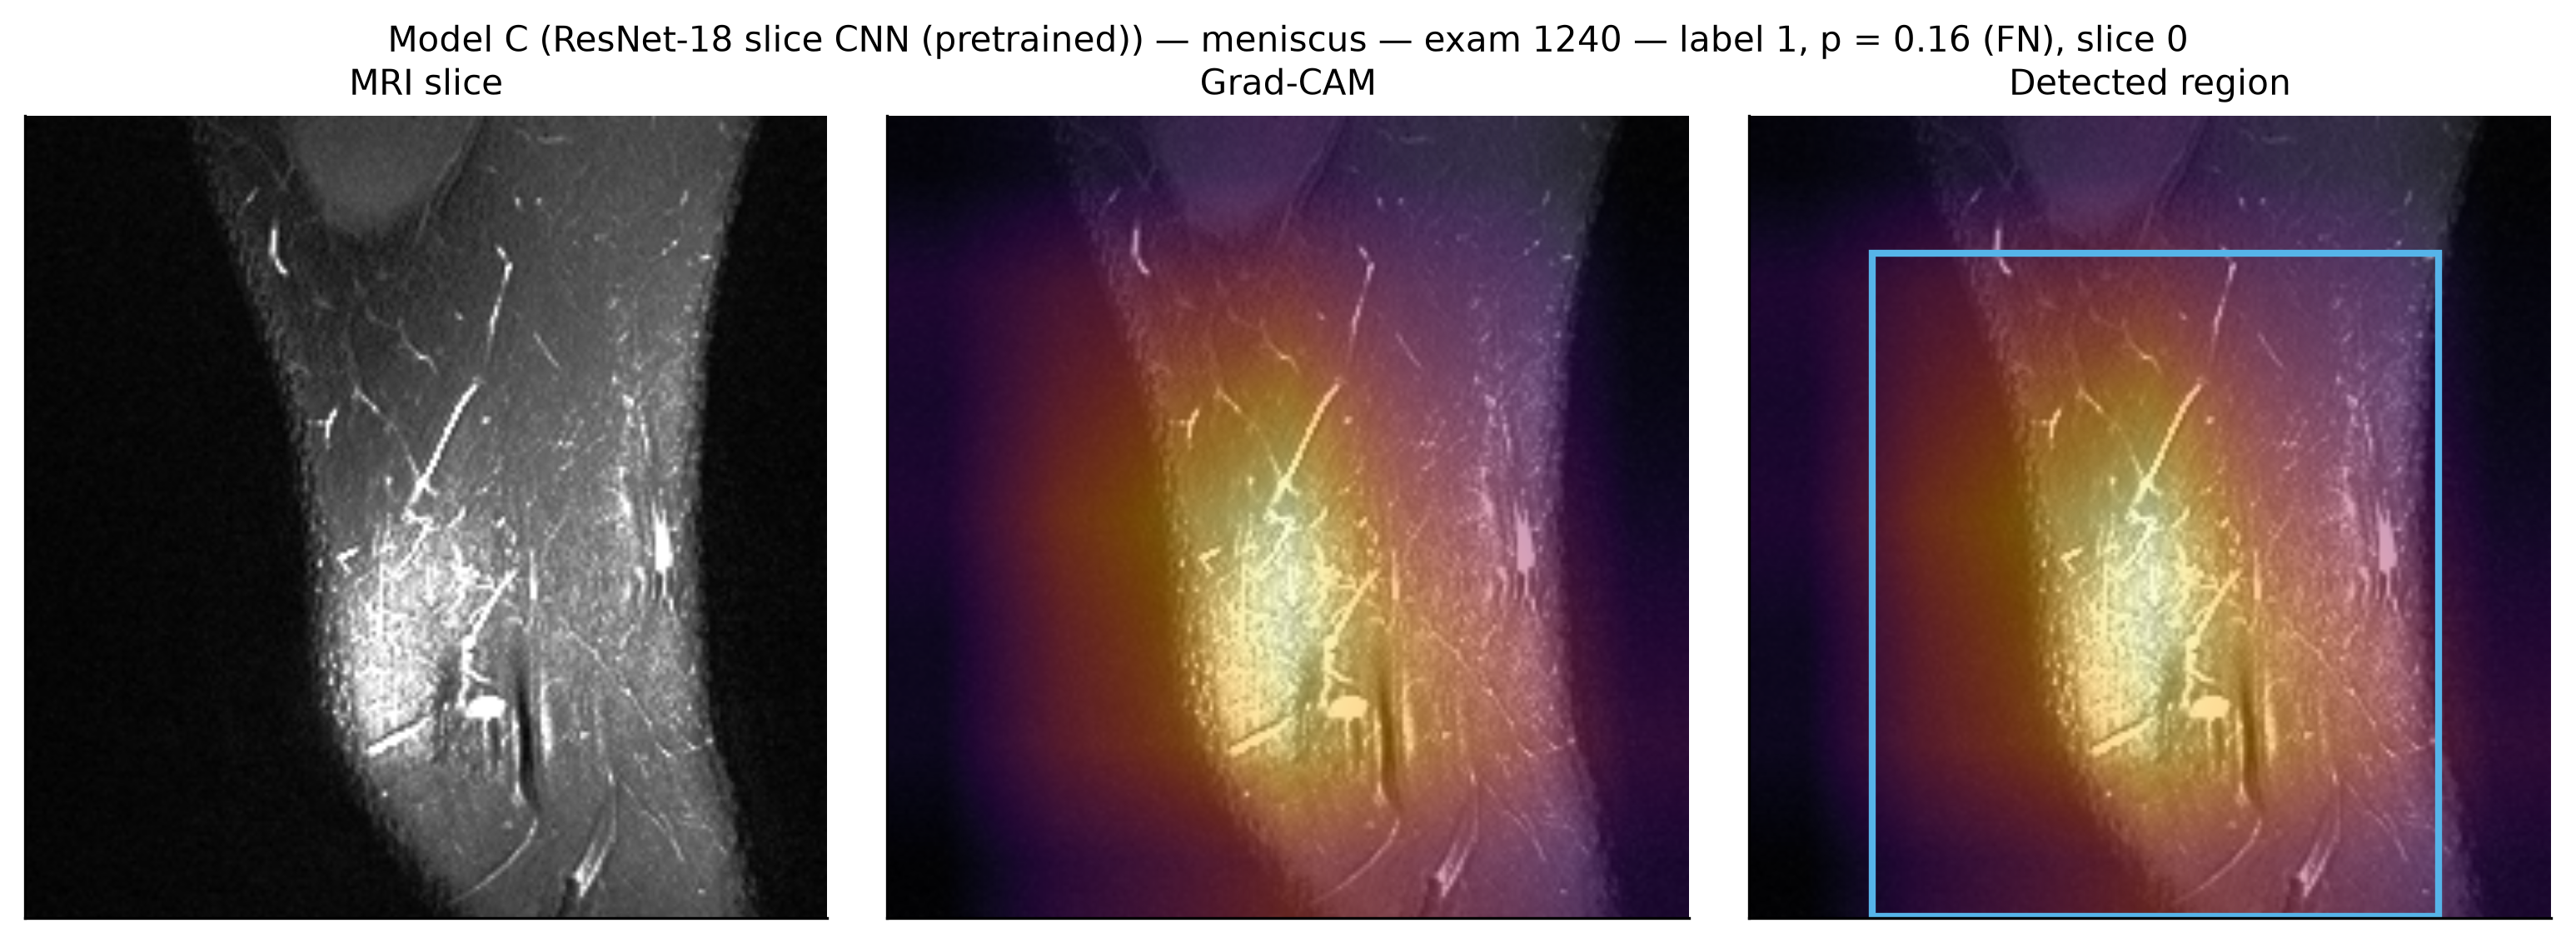 Model C (ResNet-18 slice CNN (pretrained)) — meniscus — exam 1240 — label 1, p = 0.16 (FN), slice 0
MRI slice
Grad-CAM
Detected region